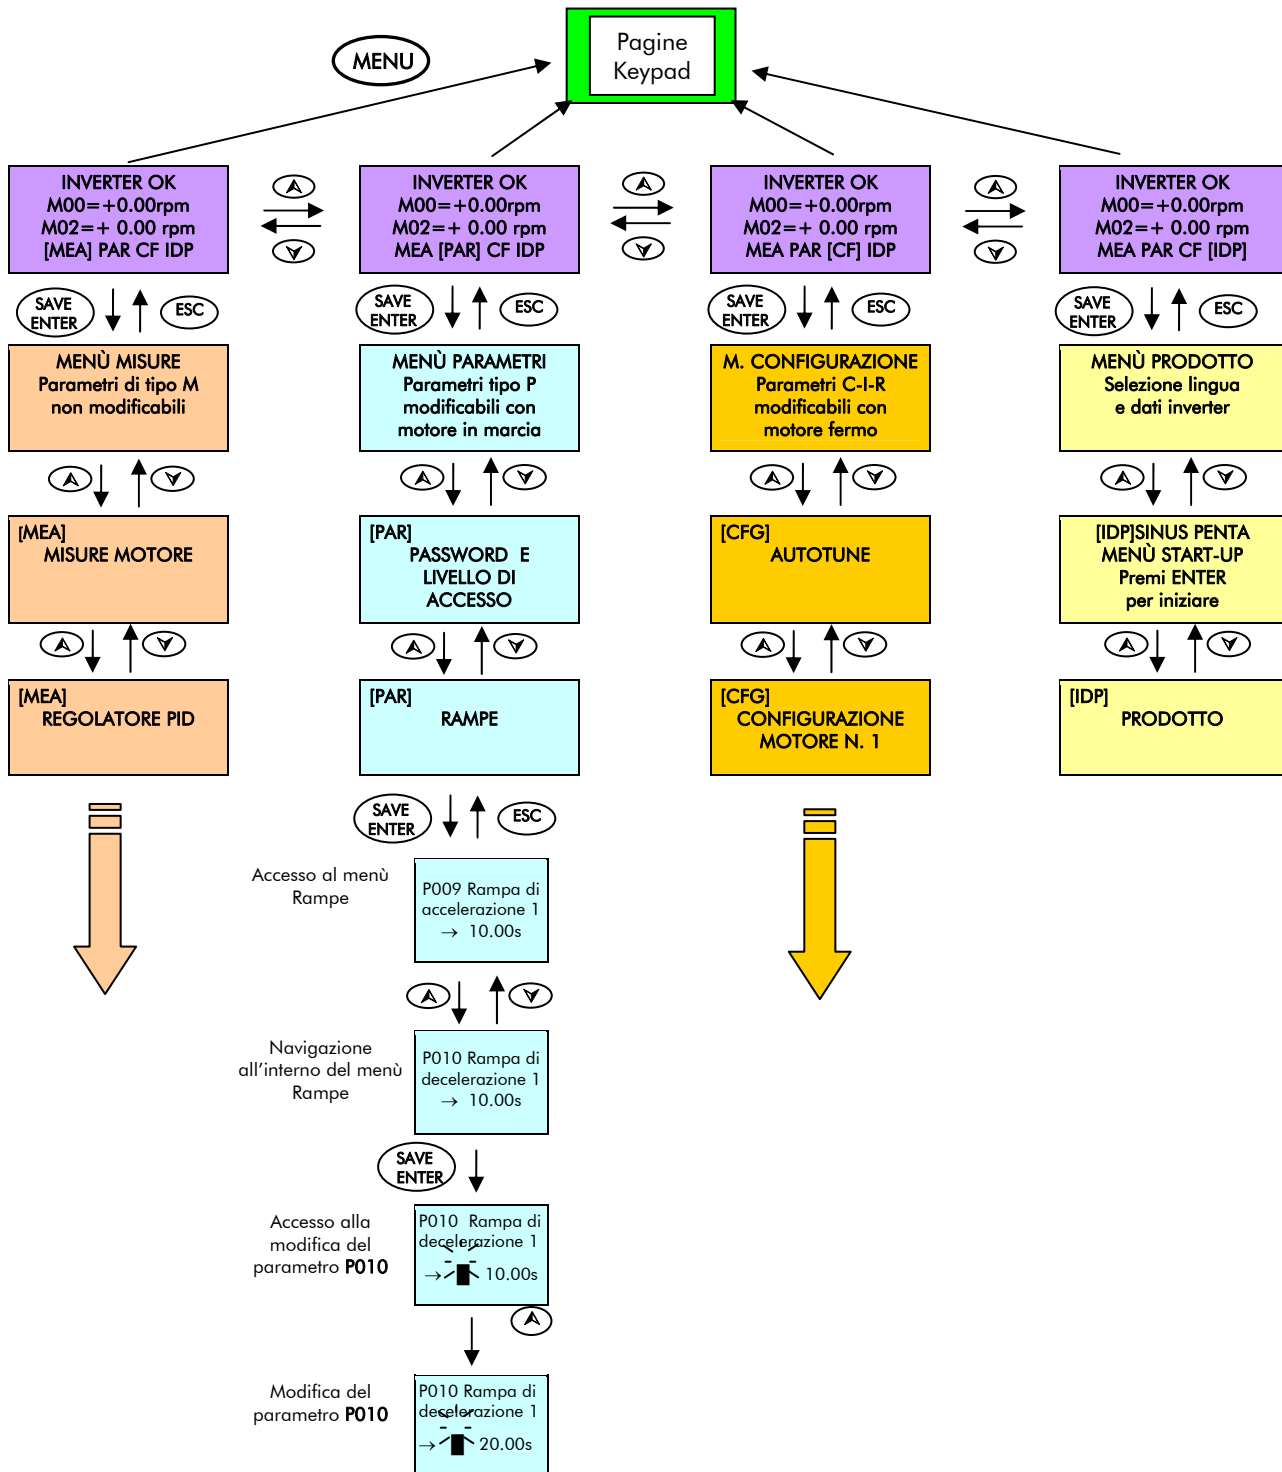 Pagine
Keypad
MENU
INVERTER OK
M00=+0.00rpm
M02=+ 0.00 rpm
[MEA] PAR CF IDP
INVERTER OK
M00=+0.00rpm
M02=+ 0.00 rpm
MEA [PAR] CF IDP
INVERTER OK
M00=+0.00rpm
M02=+ 0.00 rpm
MEA PAR [CF] IDP
INVERTER OK
M00=+0.00rpm
M02=+ 0.00 rpm
MEA PAR CF [IDP]
SAVE
ENTER
ESC
SAVE
ENTER
ESC
SAVE
ENTER
ESC
SAVE
ENTER
ESC
MENÙ MISURE
Parametri di tipo M
non modificabili
MENÙ PARAMETRI
Parametri tipo P
modificabili con
motore in marcia
M. CONFIGURAZIONE
Parametri C-I-R
modificabili con
motore fermo
MENÙ PRODOTTO
Selezione lingua
e dati inverter
[MEA]
MISURE MOTORE
[PAR]
PASSWORD E
LIVELLO DI
ACCESSO
[CFG]
AUTOTUNE
[IDP]SINUS PENTA
MENÙ START-UP
Premi ENTER
per iniziare
[MEA]
REGOLATORE PID
[PAR]
RAMPE
[CFG]
CONFIGURAZIONE
MOTORE N. 1
[IDP]
PRODOTTO
SAVE
ENTER
ESC
Accesso al menù
Rampe
P009 Rampa di
accelerazione 1
→ 10.00s
Navigazione
all'interno del menù
Rampe
P010 Rampa di
decelerazione 1
→ 10.00s
SAVE
ENTER
Accesso alla
modifica del
parametro P010
P010 Rampa di
decelerazione 1
→ 10.00s
Modifica del
parametro P010
P010 Rampa di
decelerazione 1
→ 20.00s